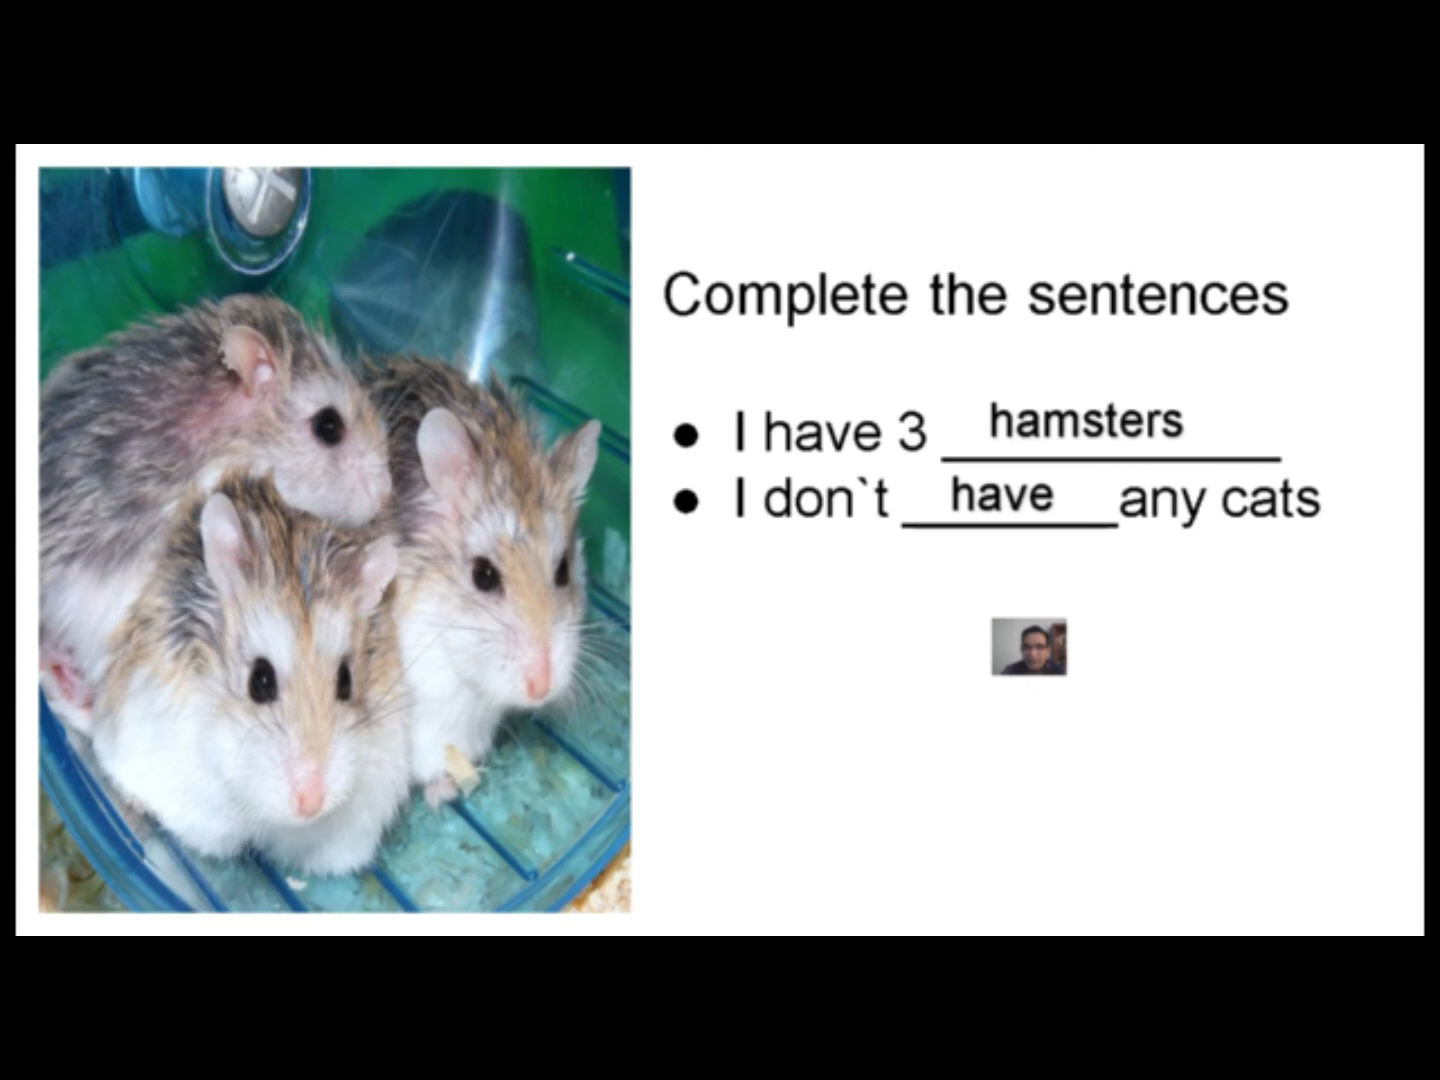 Complete the sentences
● I have 3 hamsters
● I don`t have any cats